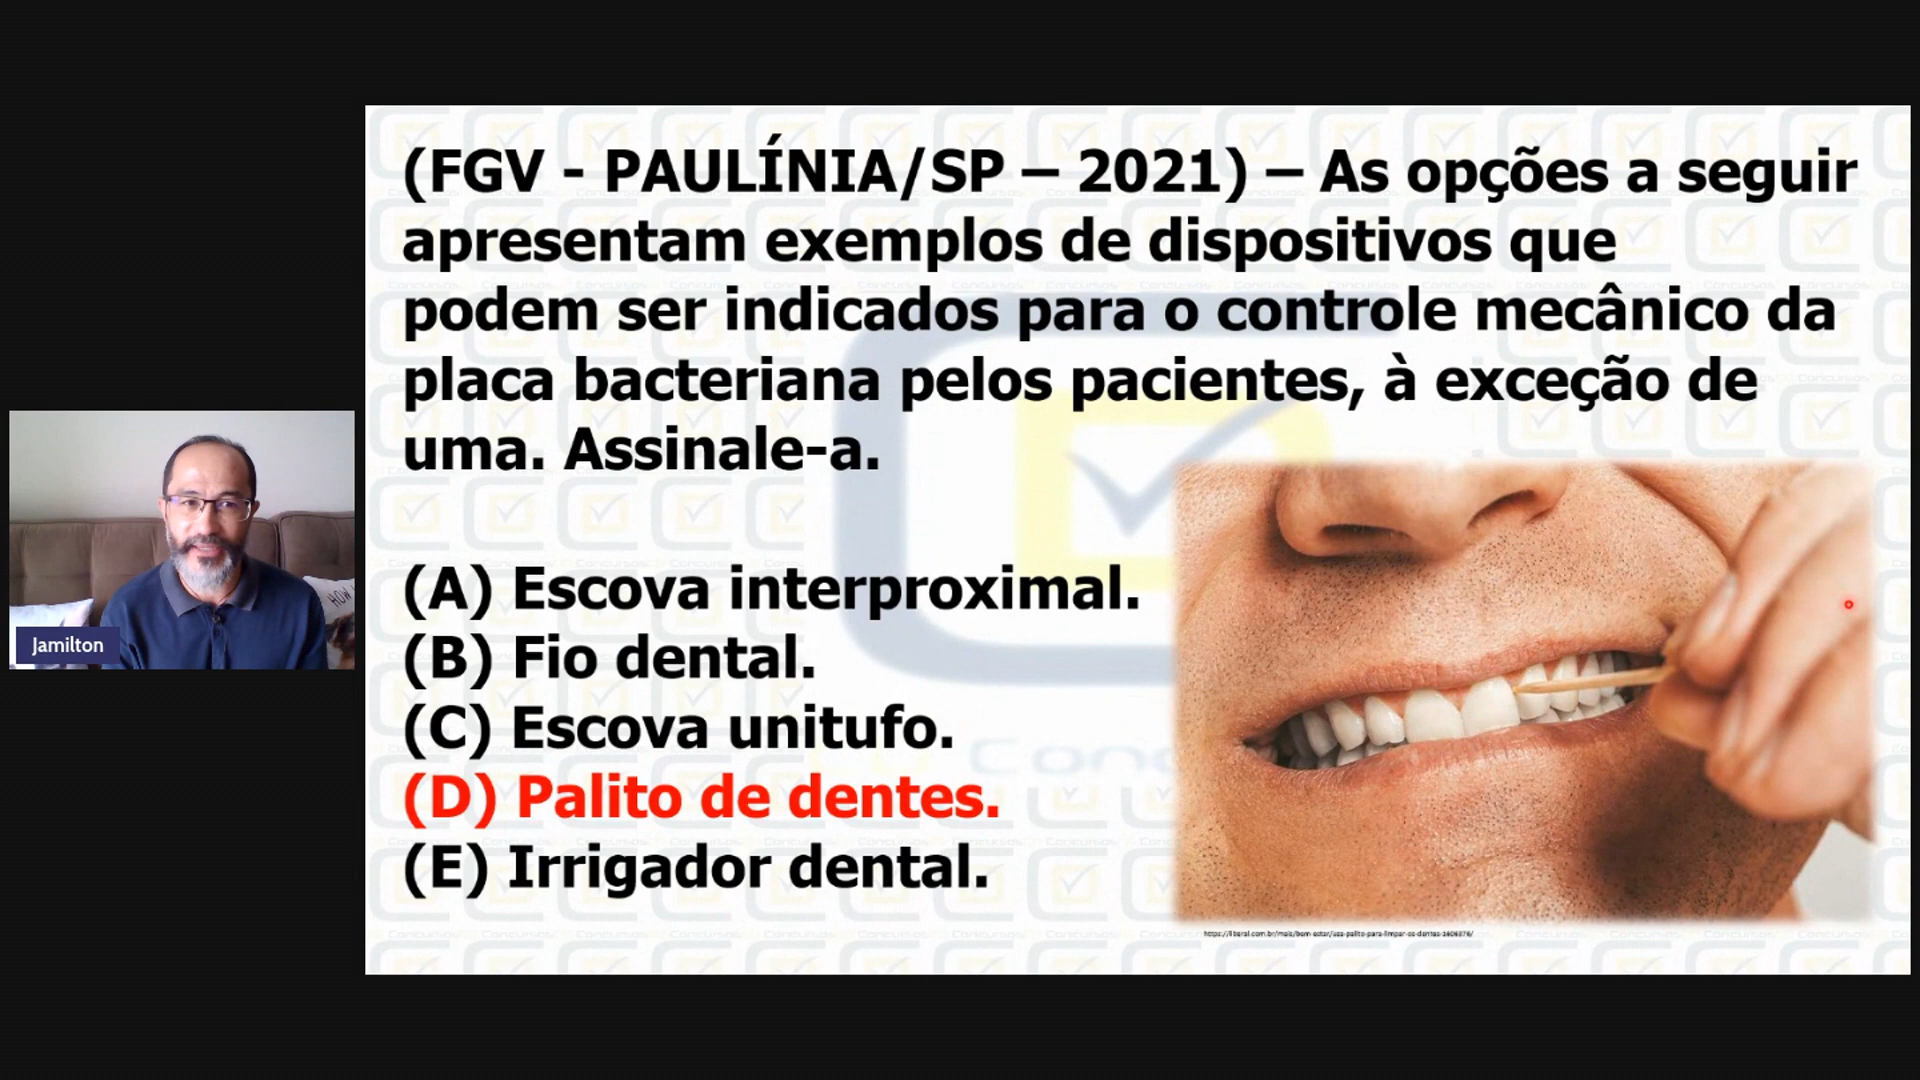 (FGV - PAULÍNIA/SP – 2021) – As opções a seguir
apresentam exemplos de dispositivos que
podem ser indicados para o controle mecânico da
placa bacteriana pelos pacientes, à exceção de
uma. Assinale-a.
(A) Escova interproximal.
(B) Fio dental.
(C) Escova unitufo.
(D) Palito de dentes.
(E) Irrigador dental.
Jamilton
HOW